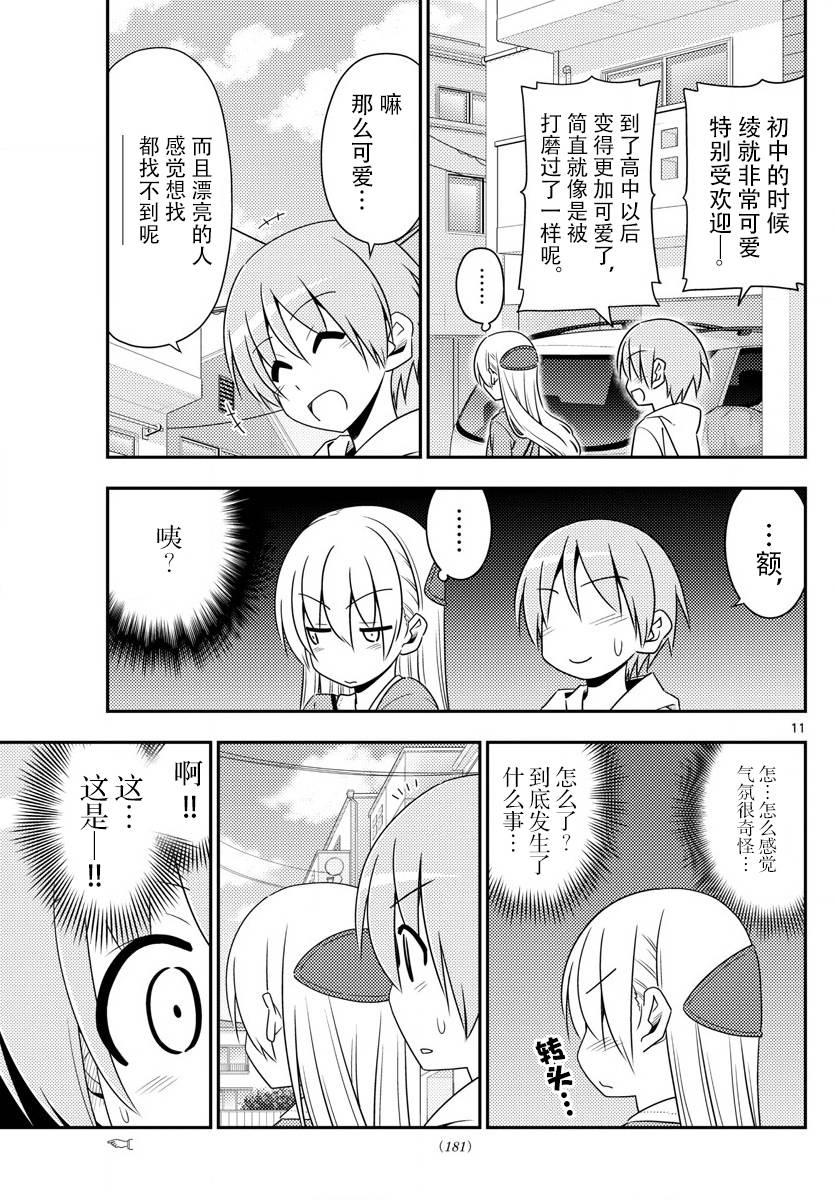 初中的时候
绫就非常可爱
特别受欢迎—。
到了高中以后
变得更加可爱了，
简直就像是被
打磨过了一样呢。
……
嘛
那么可爱…
而且漂亮的人
感觉想找
都找不到呢
——
…额，
……
咦？
11
怎…怎么感觉
气氛很奇怪…
怎么了？
到底发生了
什么事…
转头…
啊!!
这…
这是—!!
（181）